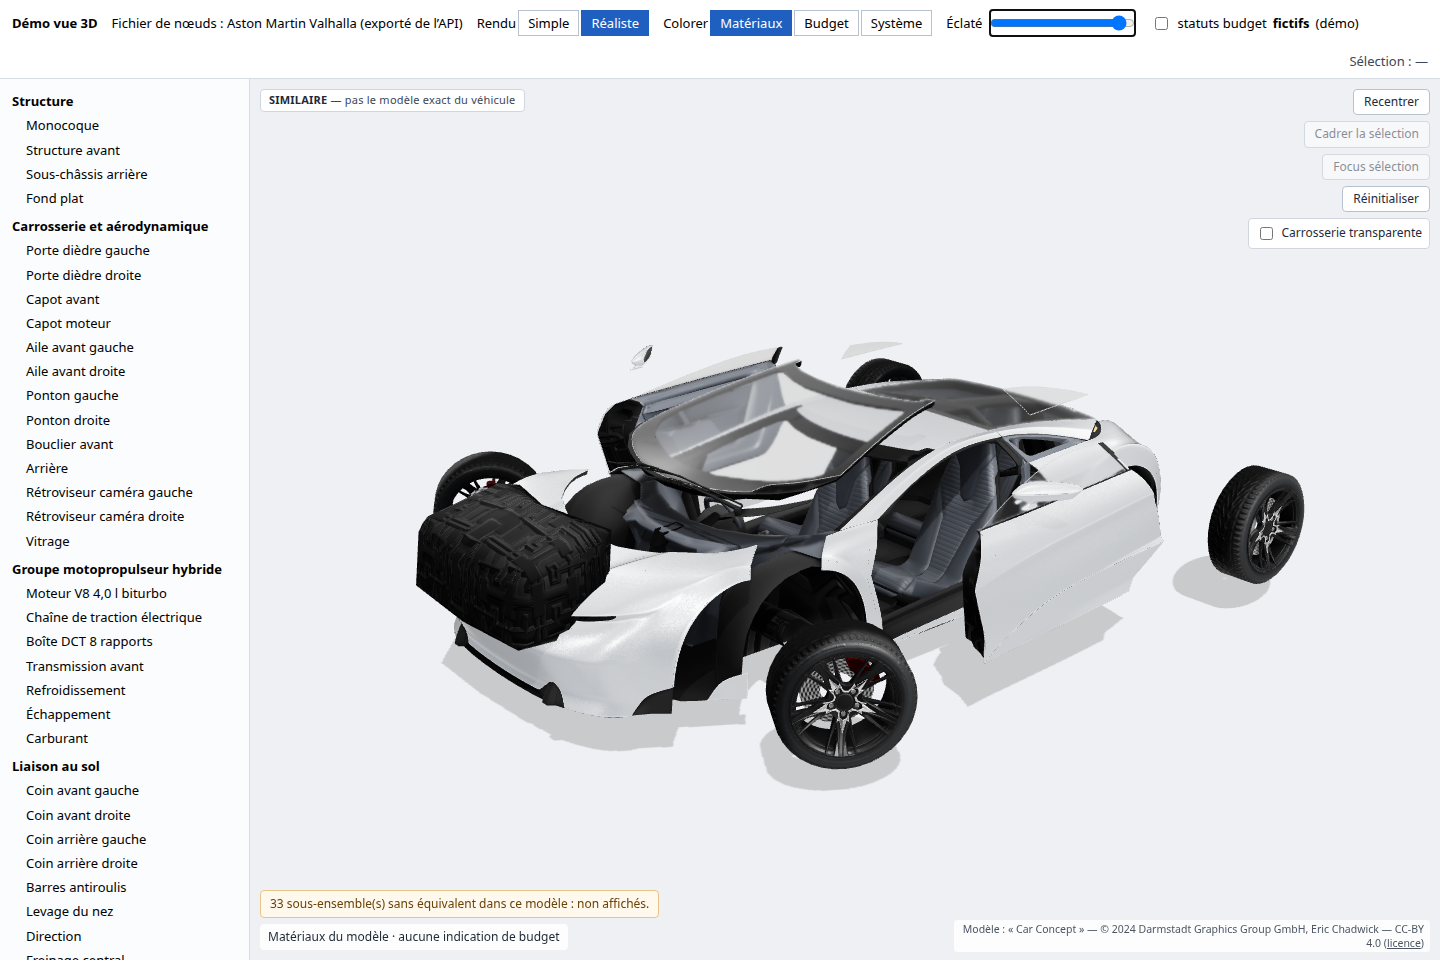 Démo vue 3D Fichier de nœuds : Aston Martin Valhalla (exporté de l’API) Rendu Simple Réaliste Colorer Matériaux Budget Système Éclaté statuts budget fictifs (démo)
Sélection : —
Structure
Monocoque
Structure avant
Sous-châssis arrière
Fond plat
Carrosserie et aérodynamique
Porte dièdre gauche
Porte dièdre droite
Capot avant
Capot moteur
Aile avant gauche
Aile avant droite
Ponton gauche
Ponton droite
Bouclier avant
Arrière
Rétroviseur caméra gauche
Rétroviseur caméra droite
Vitrage
Groupe motopropulseur hybride
Moteur V8 4,0 l biturbo
Chaîne de traction électrique
Boîte DCT 8 rapports
Transmission avant
Refroidissement
Échappement
Carburant
Liaison au sol
Coin avant gauche
Coin avant droite
Coin arrière gauche
Coin arrière droite
Barres antiroulis
Levage du nez
Direction
Freinage central
SIMILAIRE — pas le modèle exact du véhicule
Recentrer
Cadrer la sélection
Focus sélection
Réinitialiser
Carrosserie transparente
33 sous-ensemble(s) sans équivalent dans ce modèle : non affichés.
Matériaux du modèle · aucune indication de budget
Modèle : « Car Concept » — © 2024 Darmstadt Graphics Group GmbH, Eric Chadwick — CC-BY
4.0 (licence)